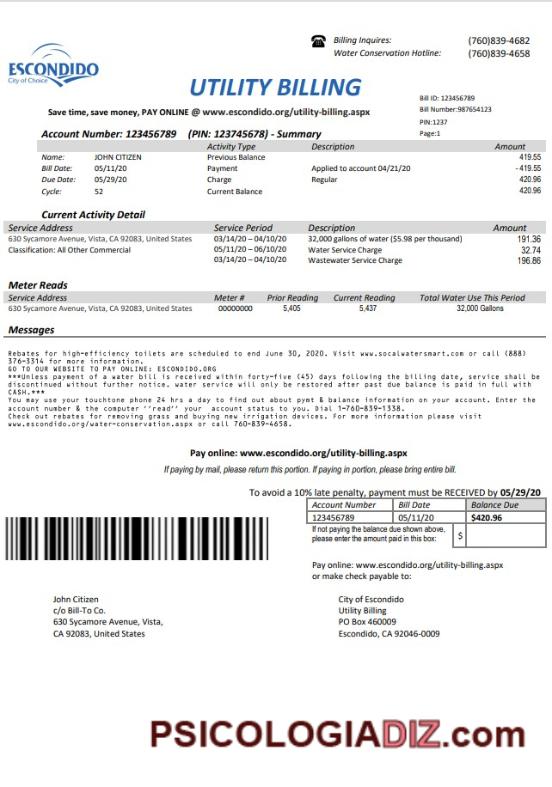 Billing Inquires: (760)839-4682
Water Conservation Hotline: (760)839-4658
ESCONDIDO
City of Choice
UTILITY BILLING
Bill ID: 123456789
Bill Number:987654123
PIN:1237
Page:1
Save time, save money, PAY ONLINE @ www.escondido.org/utility-billing.aspx
Account Number: 123456789 (PIN: 123745678) - Summary
Activity Type Description Amount
Name: JOHN CITIZEN Previous Balance 419.55
Bill Date: 05/11/20 Payment Applied to account 04/21/20 - 419.55
Due Date: 05/29/20 Charge Regular 420.96
Cycle: 52 Current Balance 420.96
Current Activity Detail
Service Address Service Period Description Amount
630 Sycamore Avenue, Vista, CA 92083, United States 03/14/20 – 04/10/20 32,000 gallons of water ($5.98 per thousand) 191.36
Classification: All Other Commercial 05/11/20 – 06/10/20 Water Service Charge 32.74
03/14/20 – 04/10/20 Wastewater Service Charge 196.86
Meter Reads
Service Address Meter # Prior Reading Current Reading Total Water Use This Period
630 Sycamore Avenue, Vista, CA 92083, United States 00000000 5,405 5,437 32,000 Gallons
Messages
Rebates for high-efficiency toilets are scheduled to end June 30, 2020. Visit www.socalwatersmart.com or call (888)
376-3314 for more information.
GO TO OUR WEBSITE TO PAY ONLINE: ESCONDIDO.ORG
***Unless payment of a water bill is received within forty-five (45) days following the billing date, service shall be
discontinued without further notice. water service will only be restored after past due balance is paid in full with
CASH.***
You may use your touchtone phone 24 hrs a day to find out about pymt & balance information on your account. Enter the
account number & the computer ''read'' your account status to you. Dial 1-760-839-1338.
Check out rebates for removing grass and buying new irrigation devices. For more information please visit
www.escondido.org/water-conservation.aspx or call 760-839-4658.
Pay online: www.escondido.org/utility-billing.aspx
If paying by mail, please return this portion. If paying in portion, please bring entire bill.
To avoid a 10% late penalty, payment must be RECEIVED by 05/29/20
Account Number Bill Date Balance Due
123456789 05/11/20 $420.96
If not paying the balance due shown above,
please enter the amount paid in this box: $
Pay online: www.escondido.org/utility-billing.aspx
or make check payable to:
John Citizen
c/o Bill-To Co.
630 Sycamore Avenue, Vista,
CA 92083, United States
City of Escondido
Utility Billing
PO Box 460009
Escondido, CA 92046-0009
PSICOLOGIADIZ.com